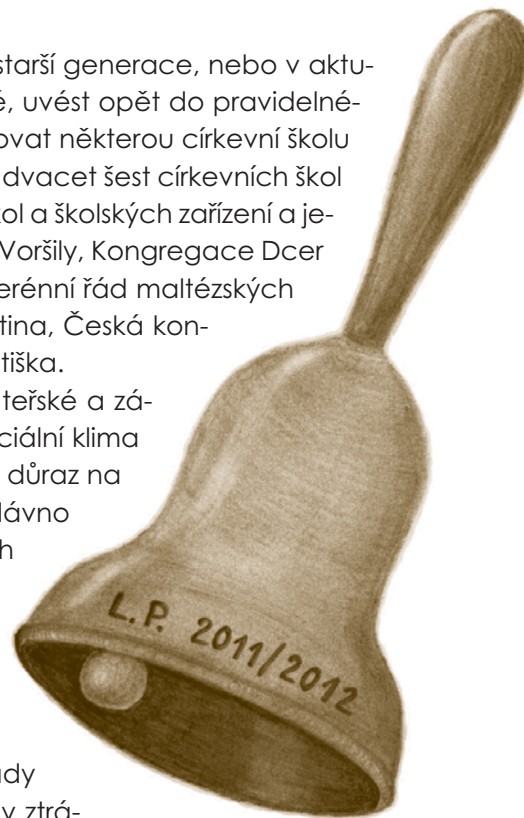 starší generace, nebo v aktu-
é, uvést opět do pravidelné-
ovat některou církevní školu
dvacet šest církevních škol
kol a školských zařízení a je-
Voršily, Kongregace Dcer
erénní řád maltézských
tina, Česká kon-
tiška.
teřské a zá-
ciální klima
důraz na
dávno
h
L.P. 2011/2012
ady
y ztrá-